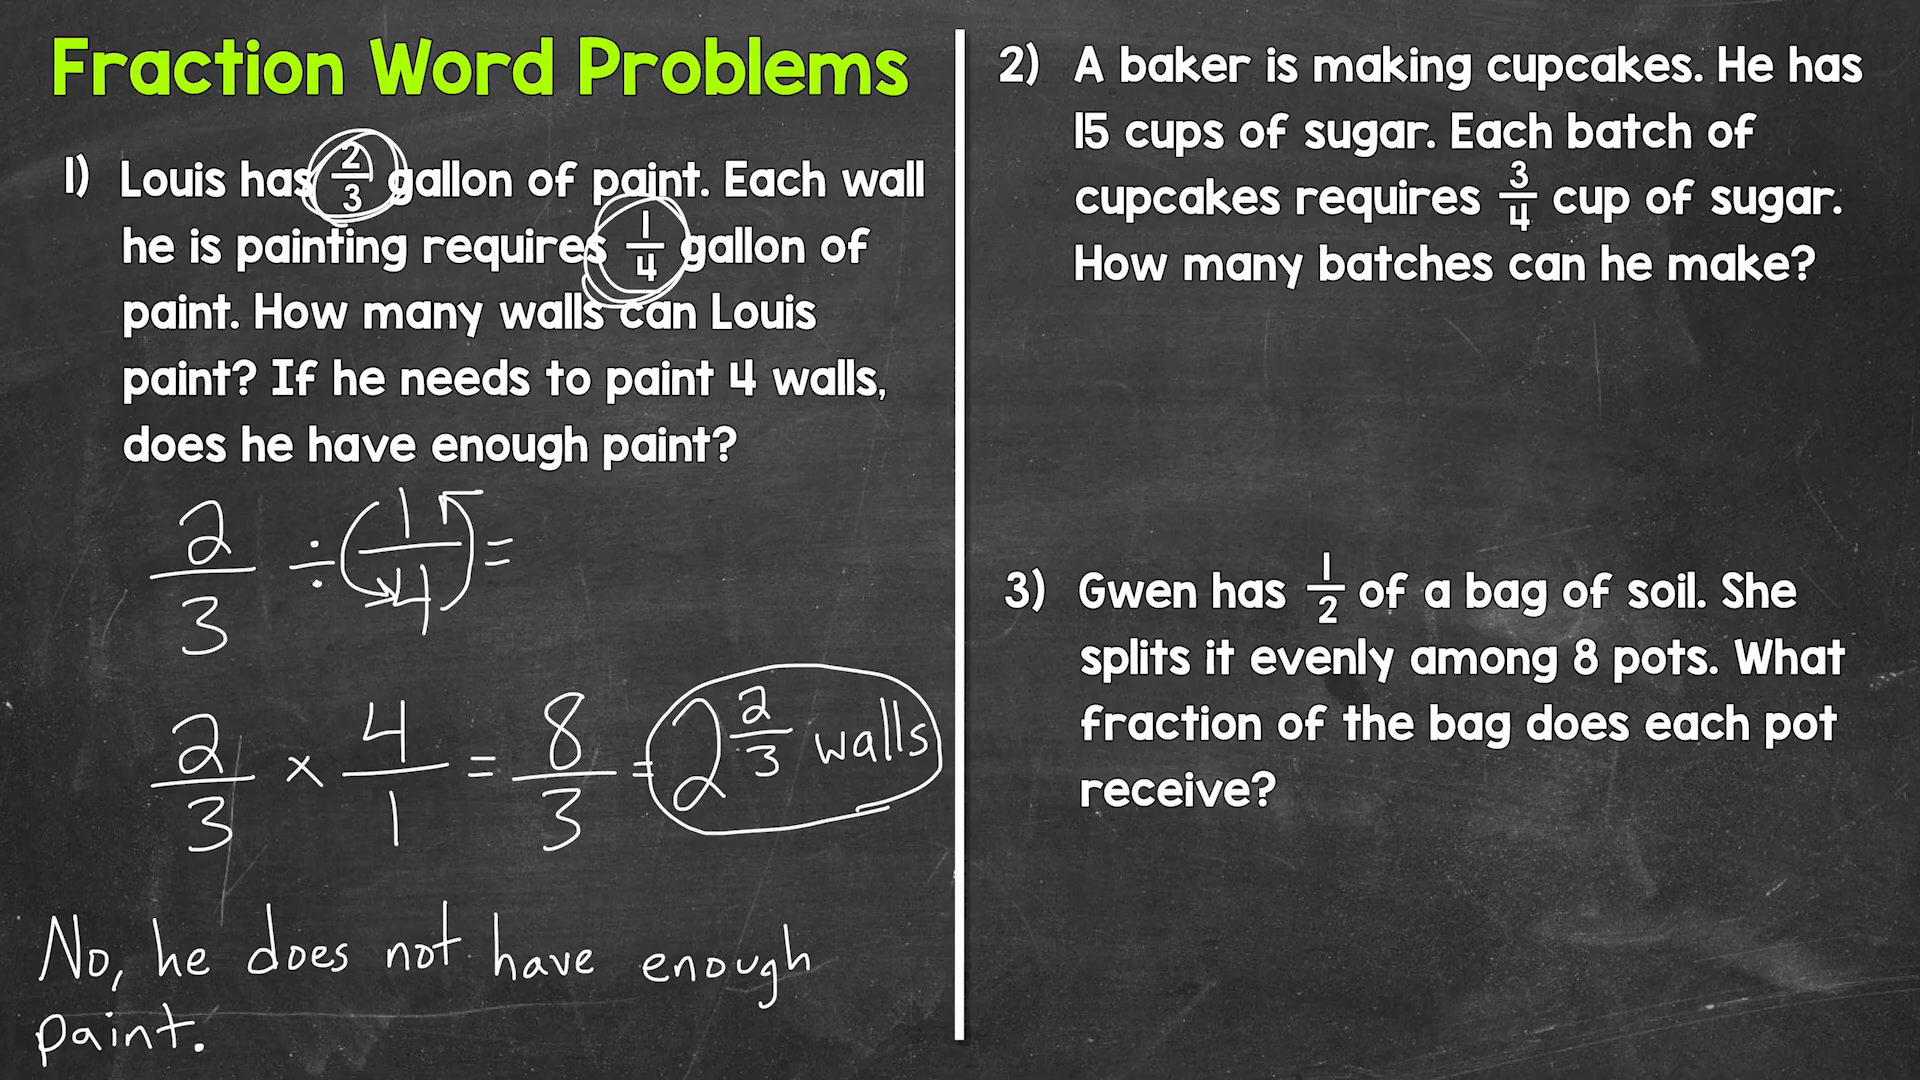 Fraction Word Problems
1) Louis has 2/3 gallon of paint. Each wall
he is painting requires 1/4 gallon of
paint. How many walls can Louis
paint? If he needs to paint 4 walls,
does he have enough paint?
2/3 ÷ 1/4 =
2/3 × 4/1 = 8/3 = 2 2/3 walls
No, he does not have enough
paint.
2) A baker is making cupcakes. He has
15 cups of sugar. Each batch of
cupcakes requires 3/4 cup of sugar.
How many batches can he make?
3) Gwen has 1/2 of a bag of soil. She
splits it evenly among 8 pots. What
fraction of the bag does each pot
receive?